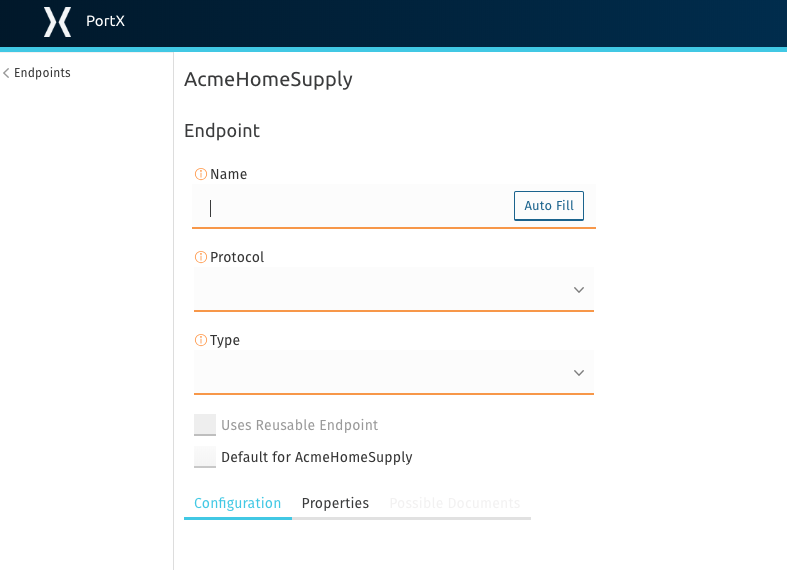 PortX
Endpoints
AcmeHomeSupply
Endpoint
Name
Auto Fill
Protocol
Type
Uses Reusable Endpoint
Default for AcmeHomeSupply
Configuration Properties Possible Documents